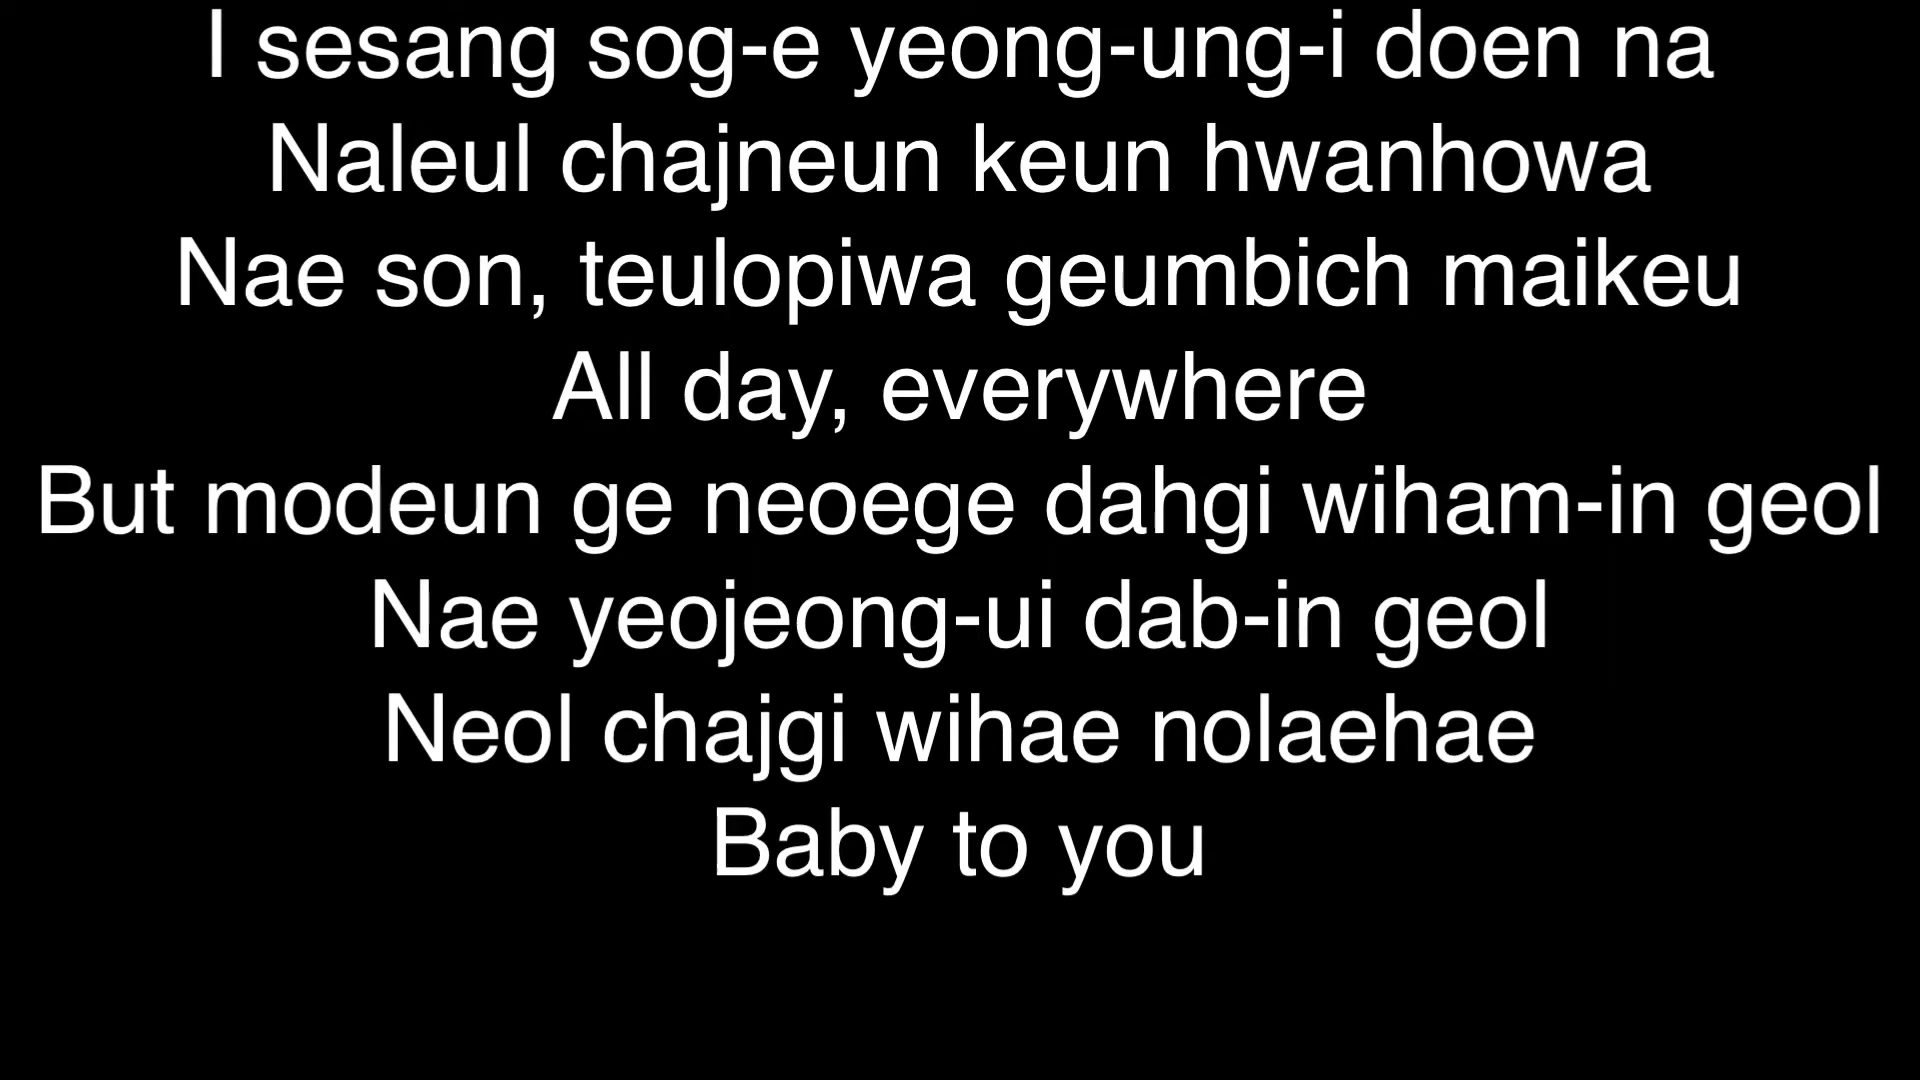 I sesang sog-e yeong-ung-i doen na
Naleul chajneun keun hwanhowa
Nae son, teulopiwa geumbich maikeu
All day, everywhere
But modeun ge neoege dahgi wiham-in geol
Nae yeojeong-ui dab-in geol
Neol chajgi wihae nolaehae
Baby to you